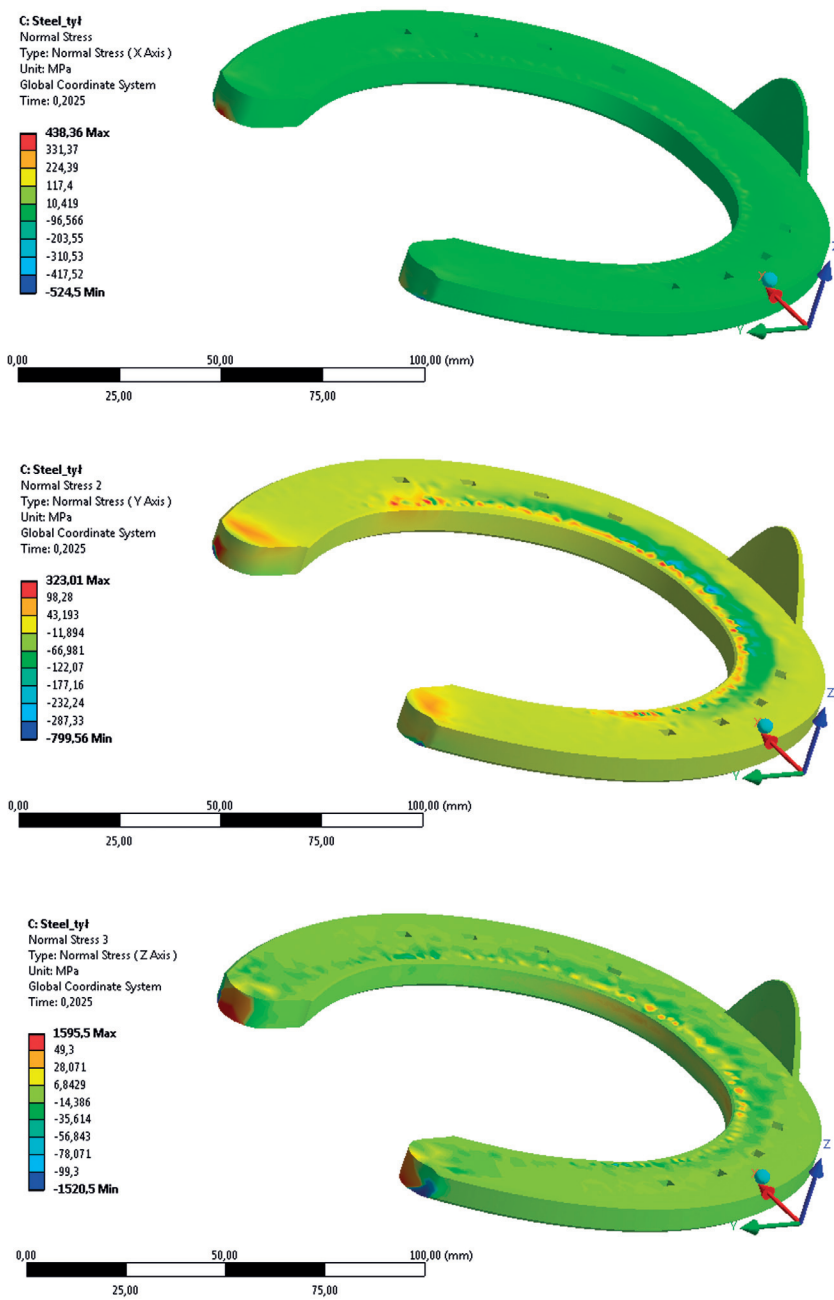 C: Steel_tył
Normal Stress
Type: Normal Stress ( X Axis )
Unit: MPa
Global Coordinate System
Time: 0,2025
438,36 Max
331,37
224,39
117,4
10,419
-96,566
-203,55
-310,53
-417,52
-524,5 Min
Z
X
Y
0,00 50,00 100,00 (mm)
25,00 75,00
C: Steel_tył
Normal Stress 2
Type: Normal Stress ( Y Axis )
Unit: MPa
Global Coordinate System
Time: 0,2025
323,01 Max
98,28
43,193
-11,894
-66,981
-122,07
-177,16
-232,24
-287,33
-799,56 Min
Z
X
Y
0,00 50,00 100,00 (mm)
25,00 75,00
C: Steel_tył
Normal Stress 3
Type: Normal Stress ( Z Axis )
Unit: MPa
Global Coordinate System
Time: 0,2025
1595,5 Max
49,3
28,071
6,8429
-14,386
-35,614
-56,843
-78,071
-99,3
-1520,5 Min
Z
X
Y
0,00 50,00 100,00 (mm)
25,00 75,00